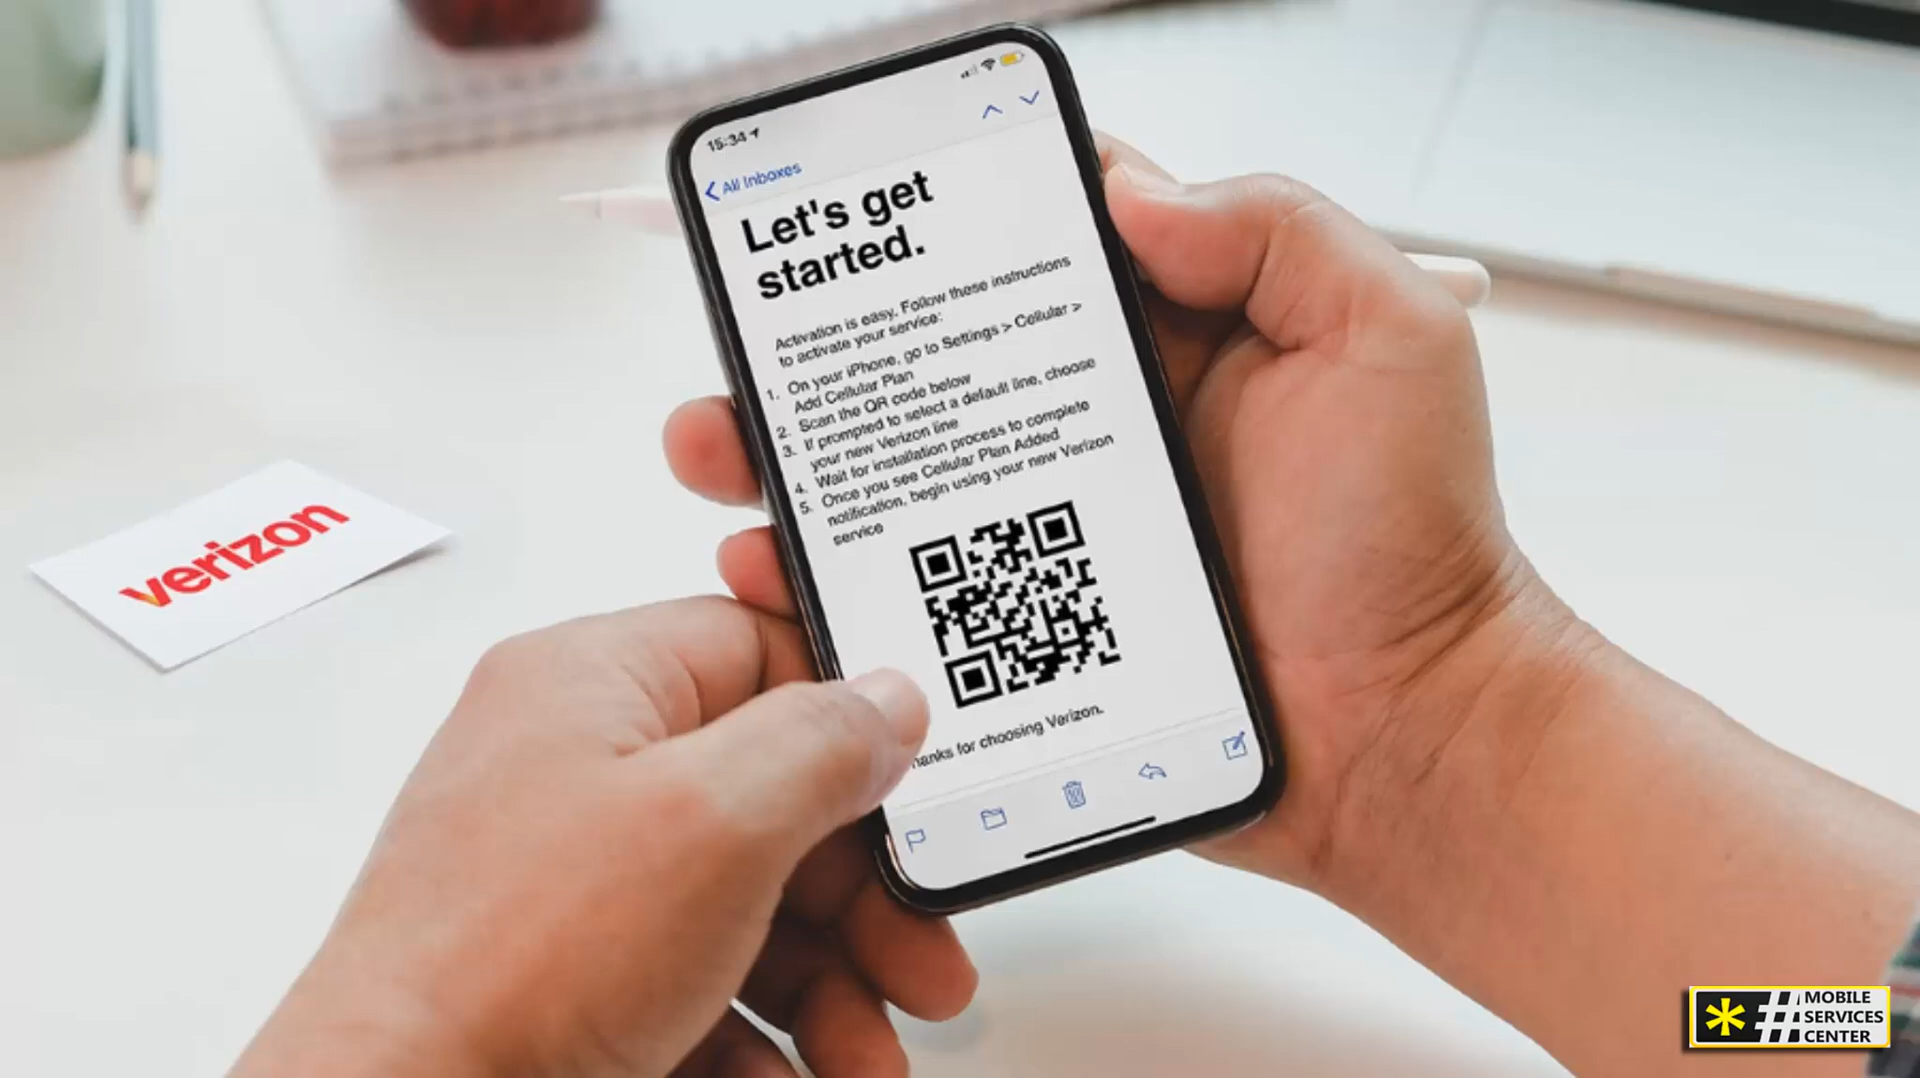 15:34
All Inboxes
Let's get
started.
Activation is easy. Follow these instructions
to activate your service:
1. On your iPhone, go to Settings > Cellular >
Add Cellular Plan
2. Scan the QR code below
3. If prompted to select a default line, choose
your new Verizon line
4. Wait for installation process to complete
5. Once you see Cellular Plan Added
notification, begin using your new Verizon
service
hanks for choosing Verizon.
verizon
*# MOBILE
SERVICES
CENTER